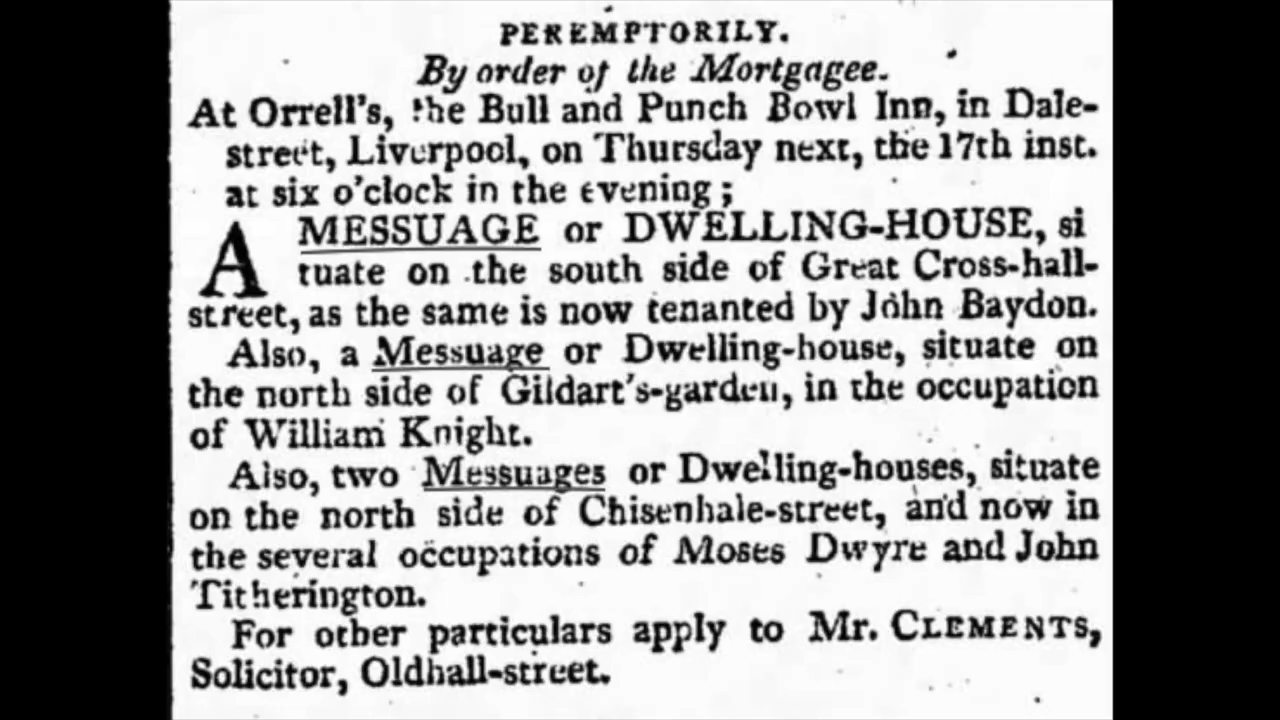 PEREMPTORILY.
By order of the Mortgagee.
At Orrell's, the Bull and Punch Bowl Inn, in Dale-
street, Liverpool, on Thursday next, the 17th inst.
at six o'clock in the evening;
A MESSUAGE or DWELLING-HOUSE, si
tuate on the south side of Great Cross-hall-
street, as the same is now tenanted by John Baydon.
Also, a Messuage or Dwelling-house, situate on
the north side of Gildart's-garden, in the occupation
of William Knight.
Also, two Messuages or Dwelling-houses, situate
on the north side of Chisenhale-street, and now in
the several occupations of Moses Dwyre and John
Titherington.
For other particulars apply to Mr. CLEMENTS,
Solicitor, Oldhall-street.